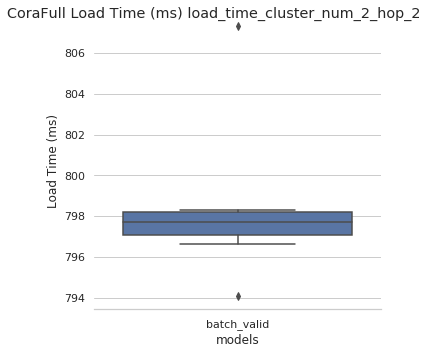 CoraFull Load Time (ms) load_time_cluster_num_2_hop_2
806
804
802
800
798
796
794
Load Time (ms)
batch_valid
models